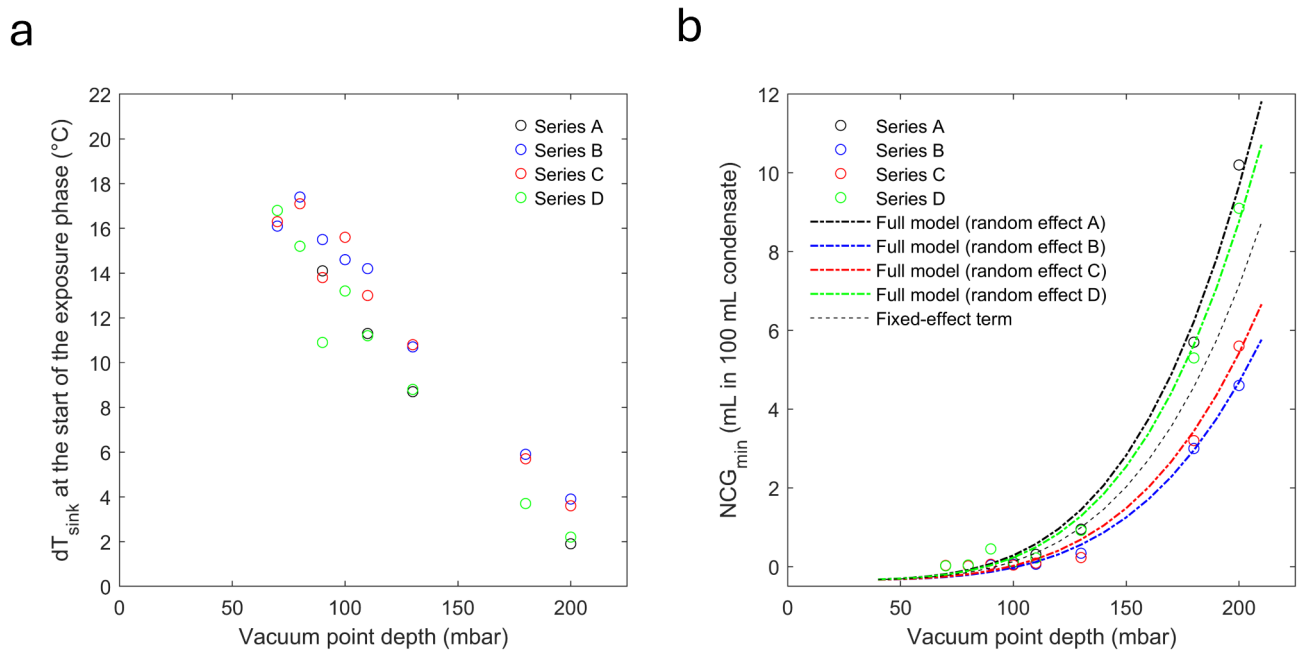 a
22
20
18
16
14
12
10
8
6
4
2
0
0 50 100 150 200
dT_sink at the start of the exposure phase (°C)
Vacuum point depth (mbar)
Series A
Series B
Series C
Series D
b
12
10
8
6
4
2
0
0 50 100 150 200
NCG_min (mL in 100 mL condensate)
Vacuum point depth (mbar)
Series A
Series B
Series C
Series D
Full model (random effect A)
Full model (random effect B)
Full model (random effect C)
Full model (random effect D)
Fixed-effect term